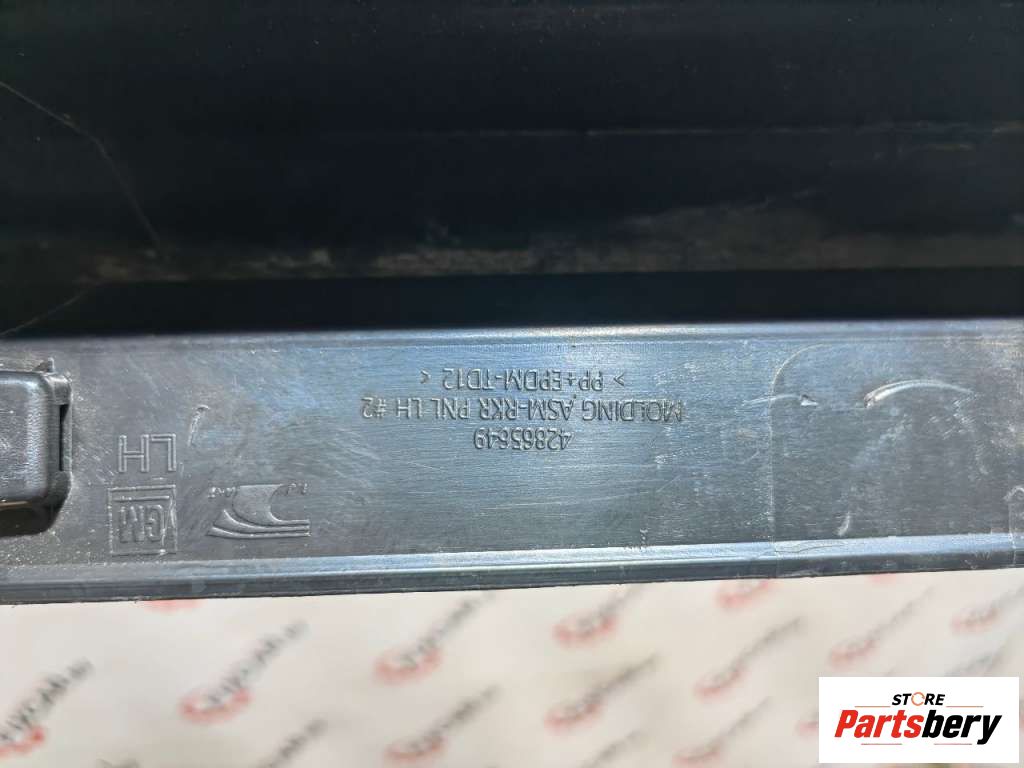 42865649
MOLDING ASM-RKR PNL LH #2
> PP+EPDM-TD12 <
LH
GM
STORE
Partsbery